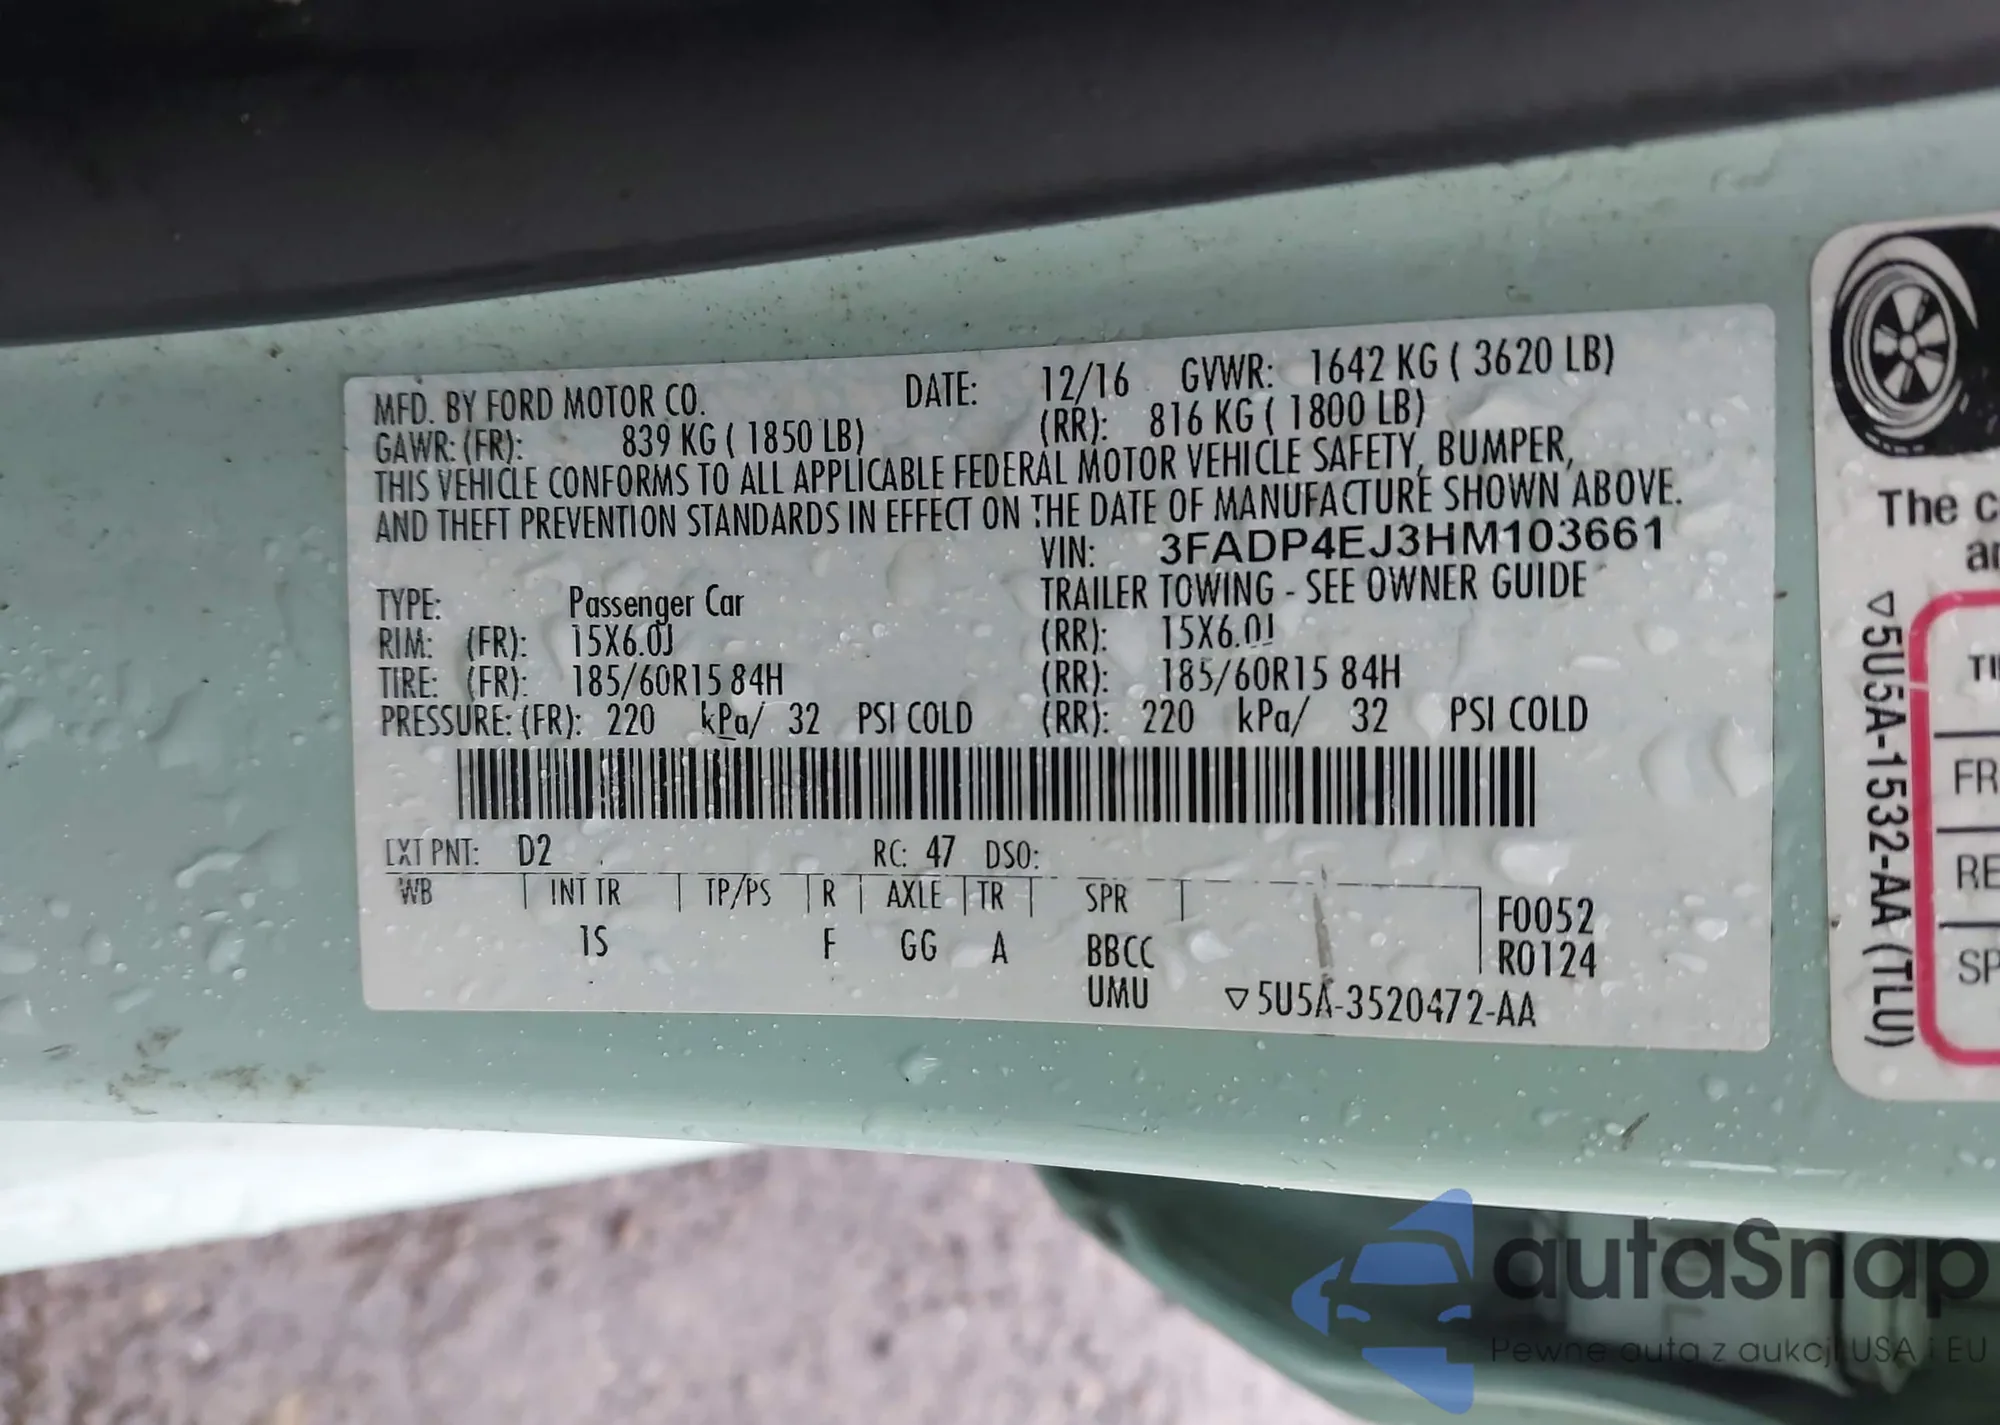 MFD. BY FORD MOTOR CO. DATE: 12/16 GVWR: 1642 KG ( 3620 LB)
GAWR: (FR): 839 KG ( 1850 LB) (RR): 816 KG ( 1800 LB)
THIS VEHICLE CONFORMS TO ALL APPLICABLE FEDERAL MOTOR VEHICLE SAFETY, BUMPER,
AND THEFT PREVENTION STANDARDS IN EFFECT ON THE DATE OF MANUFACTURE SHOWN ABOVE.
VIN: 3FADP4EJ3HM103661
TYPE: Passenger Car TRAILER TOWING - SEE OWNER GUIDE
RIM: (FR): 15X6.0J (RR): 15X6.0J
TIRE: (FR): 185/60R15 84H (RR): 185/60R15 84H
PRESSURE: (FR): 220 kPa/ 32 PSI COLD (RR): 220 kPa/ 32 PSI COLD
EXT PNT: D2 RC: 47 DSO:
WB INT TR TP/PS R AXLE TR SPR
1S F GG A BBCC
UMU
F0052
R0124
▽5U5A-3520472-AA
The c
▽5U5A-1532-AA (TLU)
FR
RE
SP
autaSnap
Pewne auta z aukcji USA i EU